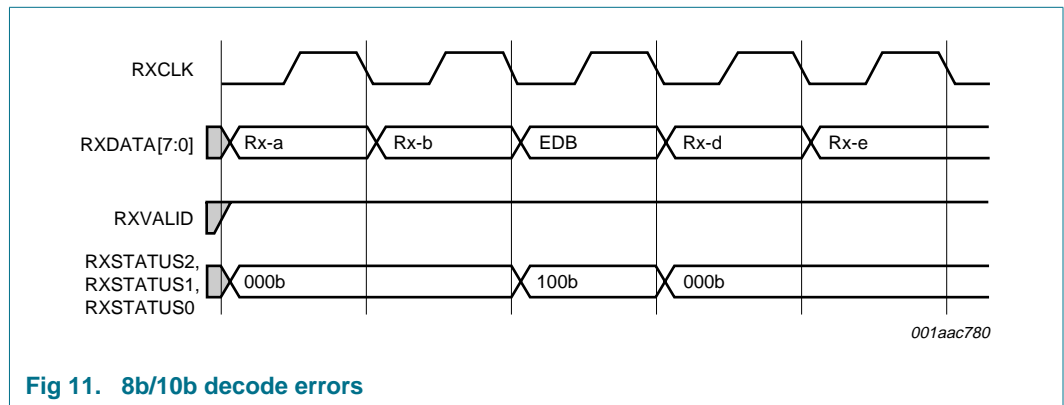 RXCLK
RXDATA[7:0] Rx-a Rx-b EDB Rx-d Rx-e
RXVALID
RXSTATUS2,
RXSTATUS1,
RXSTATUS0
000b 100b 000b
001aac780
Fig 11. 8b/10b decode errors